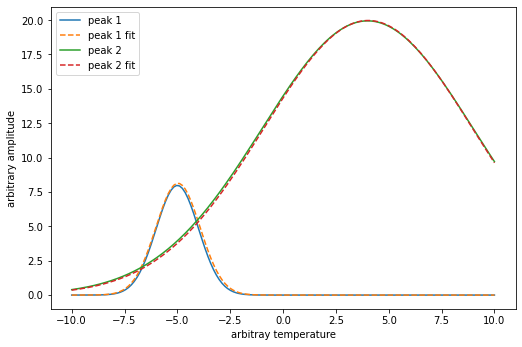 peak 1
peak 1 fit
peak 2
peak 2 fit
20.0
17.5
15.0
12.5
10.0
7.5
5.0
2.5
0.0
arbitrary amplitude
−10.0 −7.5 −5.0 −2.5 0.0 2.5 5.0 7.5 10.0
arbitray temperature